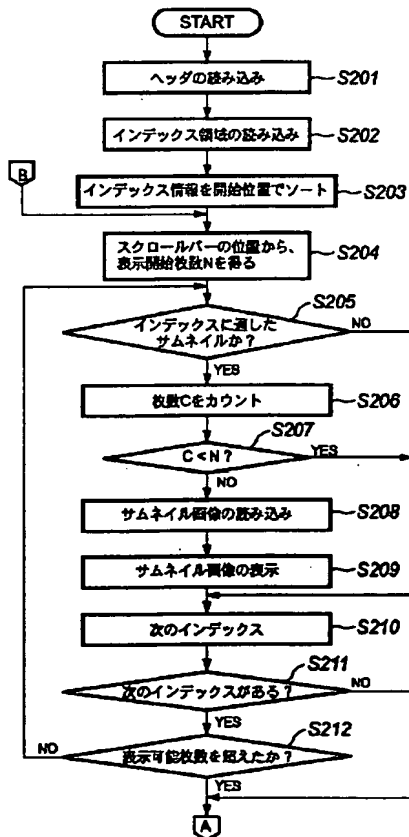 START
ヘッダの読み込み
S201
インデックス領域の読み込み
S202
B
インデックス情報を開始位置でソート
S203
スクロールバーの位置から、
表示開始枚数Nを得る
S204
S205
インデックスに適した
サムネイルか?
NO
YES
枚数Cをカウント
S206
S207
C<N?
YES
NO
サムネイル画像の読み込み
S208
サムネイル画像の表示
S209
次のインデックス
S210
S211
次のインデックスがある?
NO
YES
S212
NO
表示可能枚数を超えたか?
YES
A